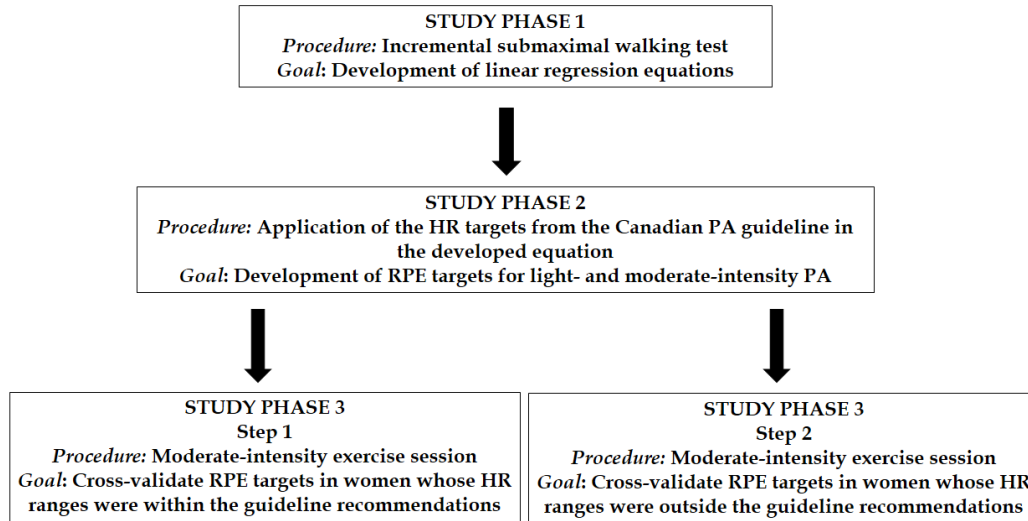 STUDY PHASE 1
Procedure: Incremental submaximal walking test
Goal: Development of linear regression equations
STUDY PHASE 2
Procedure: Application of the HR targets from the Canadian PA guideline in
the developed equation
Goal: Development of RPE targets for light- and moderate-intensity PA
STUDY PHASE 3
Step 1
Procedure: Moderate-intensity exercise session
Goal: Cross-validate RPE targets in women whose HR
ranges were within the guideline recommendations
STUDY PHASE 3
Step 2
Procedure: Moderate-intensity exercise session
Goal: Cross-validate RPE targets in women whose HR
ranges were outside the guideline recommendations